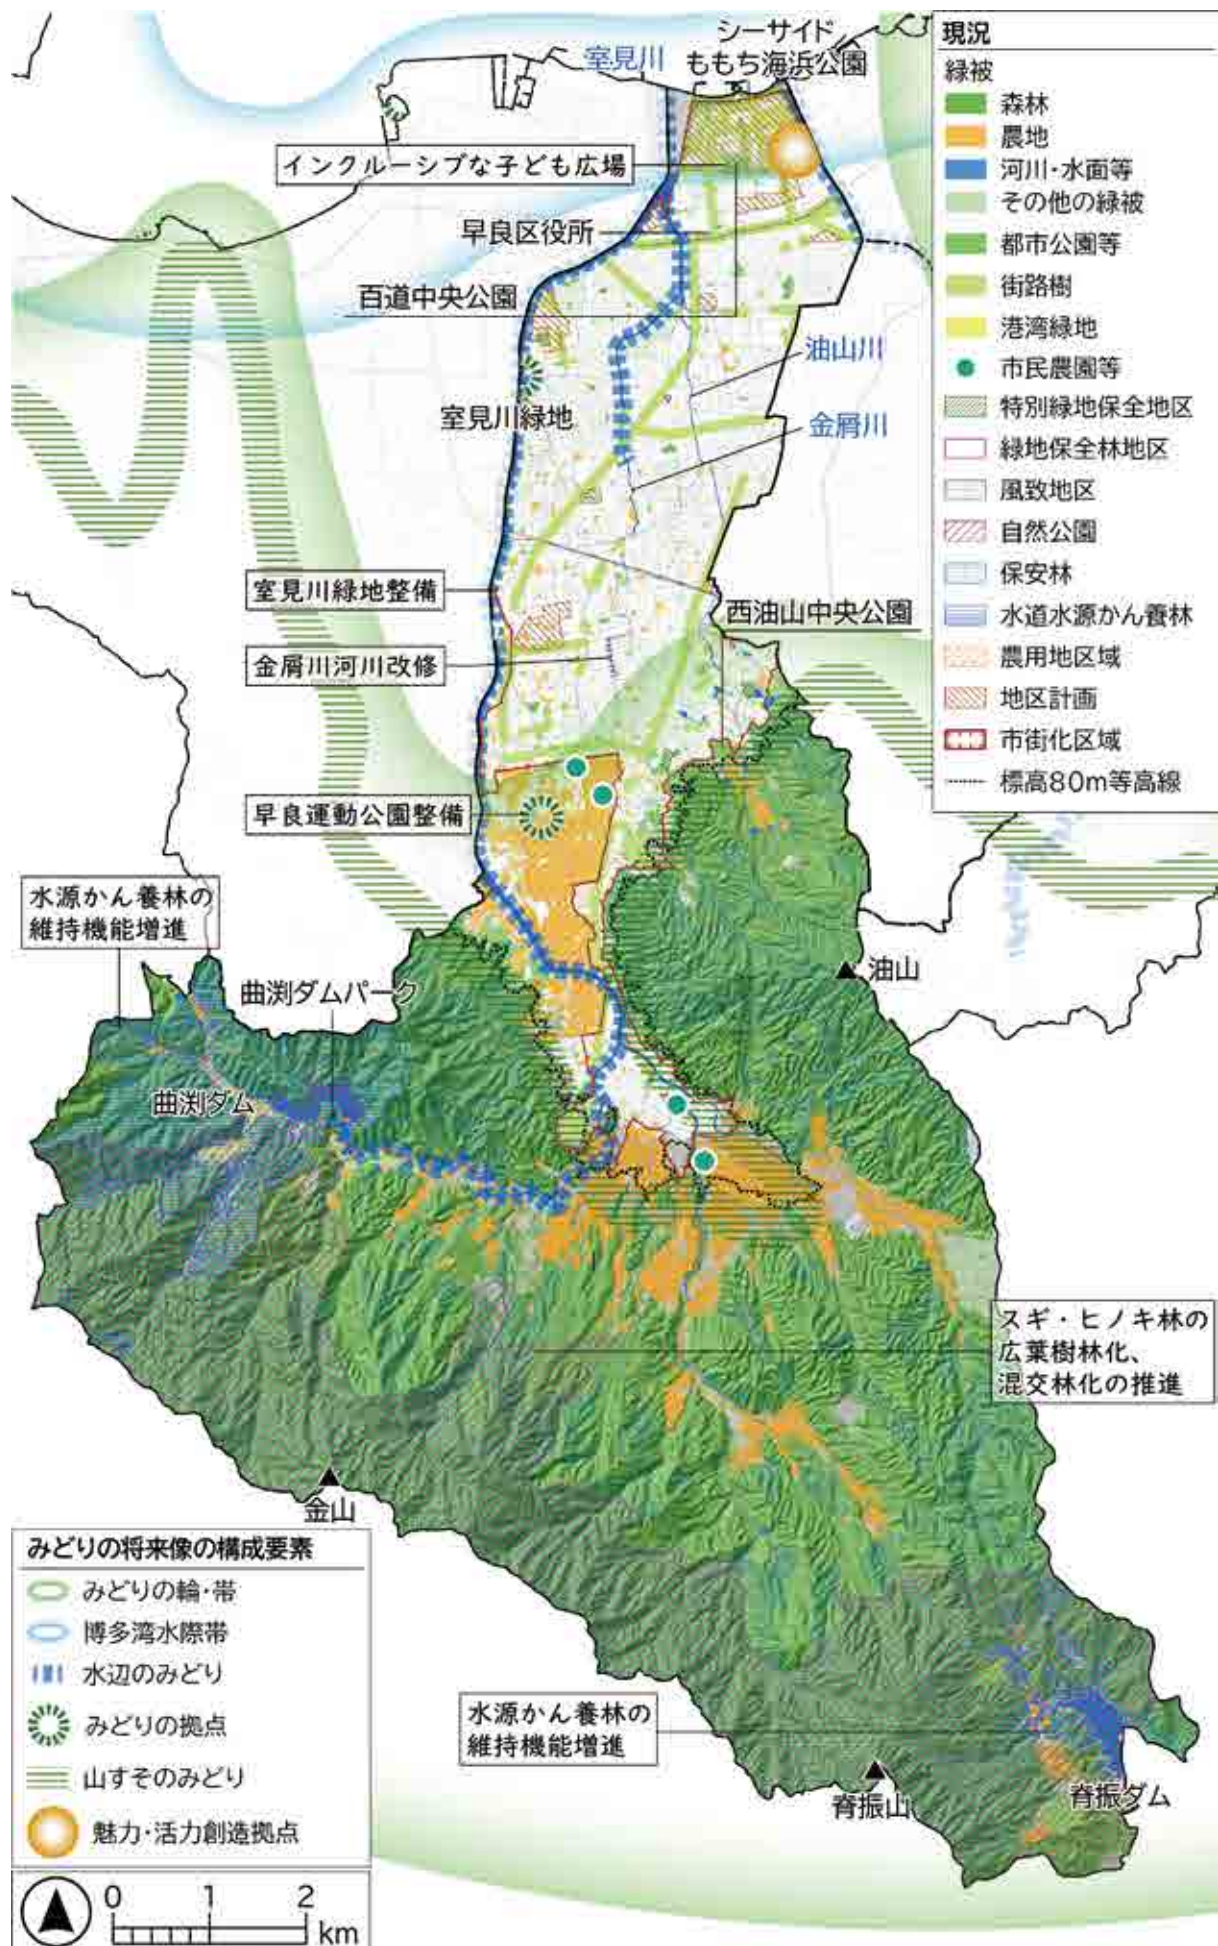 シーサイド
ももち海浜公園
室見川
インクルーシブな子ども広場
早良区役所
百道中央公園
油山川
室見川緑地
金屑川
室見川緑地整備
西油山中央公園
金屑川河川改修
早良運動公園整備
水源かん養林の
維持機能増進
油山
曲渕ダムパーク
曲渕ダム
スギ・ヒノキ林の
広葉樹林化、
混交林化の推進
金山
水源かん養林の
維持機能増進
脊振山
脊振ダム
現況
緑被
森林
農地
河川・水面等
その他の緑被
都市公園等
街路樹
港湾緑地
市民農園等
特別緑地保全地区
緑地保全林地区
風致地区
自然公園
保安林
水道水源かん養林
農用地区域
地区計画
市街化区域
標高80m等高線
みどりの将来像の構成要素
みどりの輪・帯
博多湾水際帯
水辺のみどり
みどりの拠点
山すそのみどり
魅力・活力創造拠点
0 1 2
km